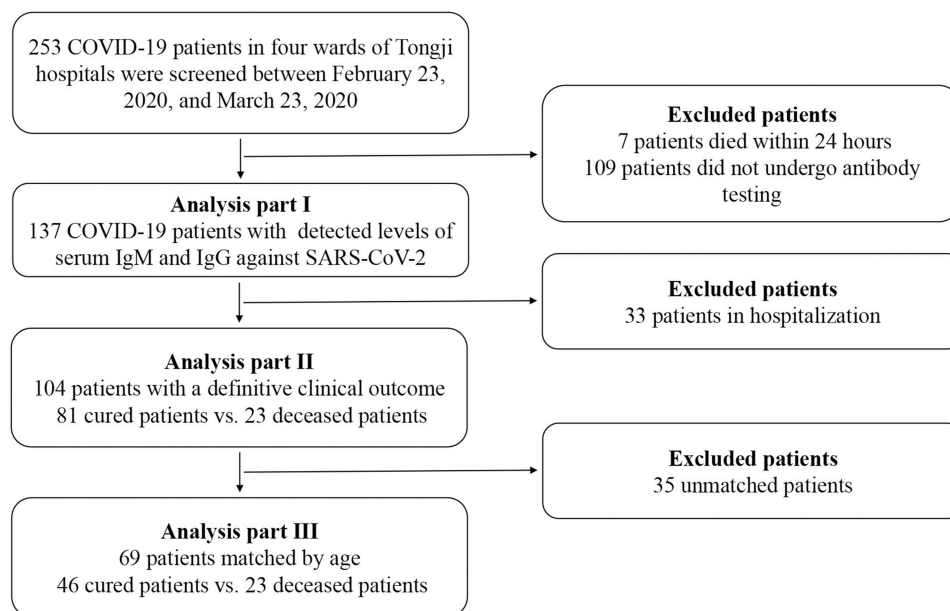 253 COVID-19 patients in four wards of Tongji
hospitals were screened between February 23,
2020, and March 23, 2020
Excluded patients
7 patients died within 24 hours
109 patients did not undergo antibody
testing
Analysis part I
137 COVID-19 patients with detected levels of
serum IgM and IgG against SARS-CoV-2
Excluded patients
33 patients in hospitalization
Analysis part II
104 patients with a definitive clinical outcome
81 cured patients vs. 23 deceased patients
Excluded patients
35 unmatched patients
Analysis part III
69 patients matched by age
46 cured patients vs. 23 deceased patients